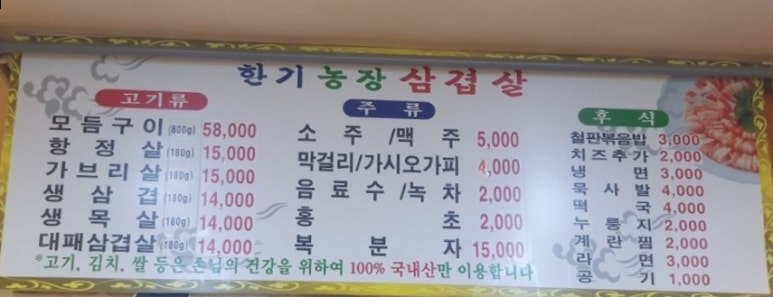 한기농장 삼겹살
고기류
모듬구이(800g) 58,000
항정살(180g) 15,000
가브리살(180g) 15,000
생삼겹(180g) 14,000
생목살(180g) 14,000
대패삼겹살(180g) 14,000
주류
소주/맥주 5,000
막걸리/가시오가피 4,000
음료수/녹차 2,000
홍초 2,000
복분자 15,000
후식
철판볶음밥 3,000
치즈추가 2,000
냉면 3,000
묵사발 4,000
떡국 4,000
누룽지 2,000
계란찜 2,000
라면 3,000
공기 1,000
*고기, 김치, 쌀 등은 손님의 건강을 위하여 100% 국내산만 이용합니다